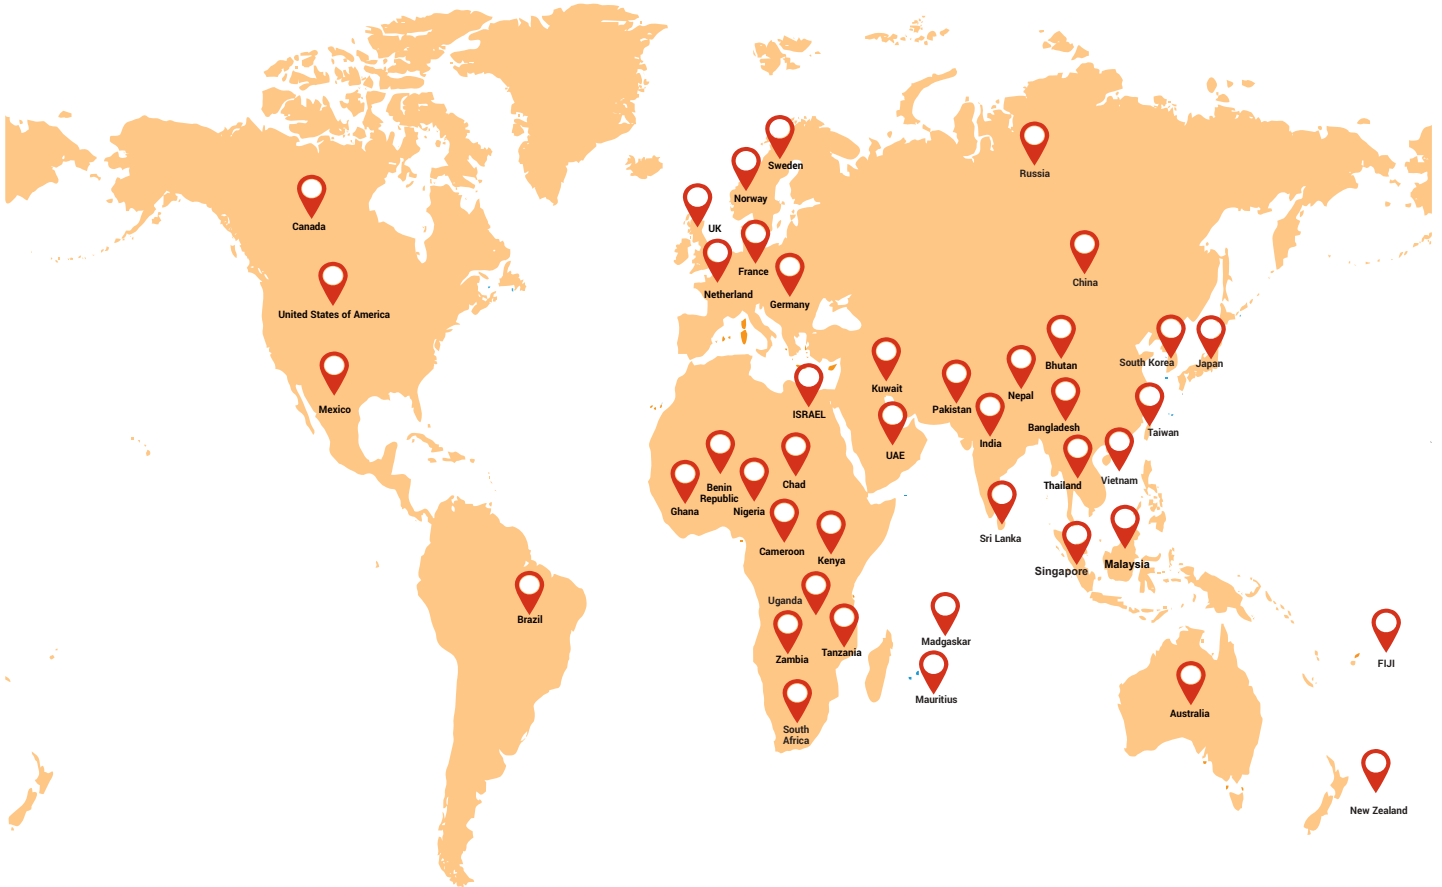 Sweden
Russia
Norway
Canada
UK
France
China
Netherland
Germany
United States of America
South Korea
Japan
Bhutan
Kuwait
Nepal
Mexico
ISRAEL
Pakistan
Bangladesh
Taiwan
India
UAE
Chad
Vietnam
Thailand
Benin
Republic
Ghana
Nigeria
Sri Lanka
Cameroon
Kenya
Singapore
Malaysia
Uganda
Brazil
Madgaskar
Tanzania
Zambia
FIJI
Mauritius
Australia
South
Africa
New Zealand